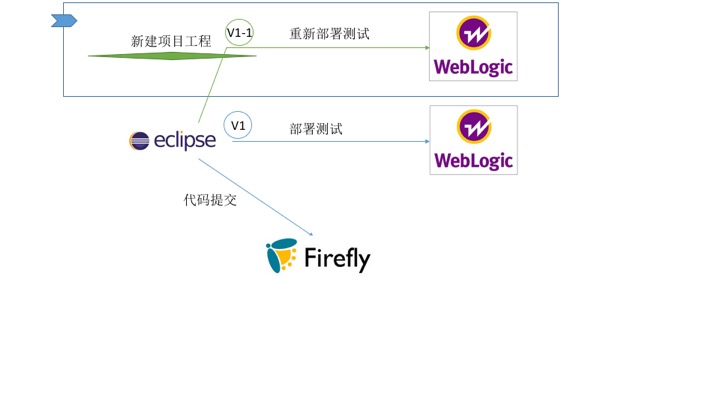 新建项目工程
V1-1
重新部署测试
WebLogic
eclipse
V1
部署测试
WebLogic
代码提交
Firefly